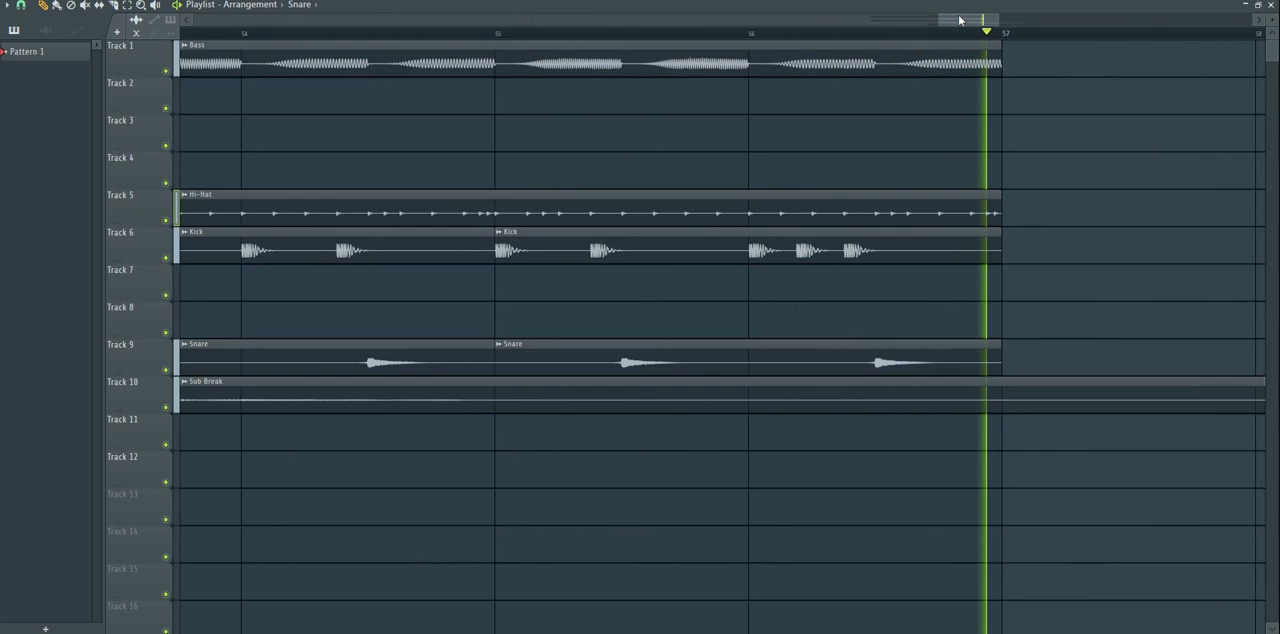 Playlist - Arrangement › Snare ›
54 55 56 57 58
Pattern 1
Track 1
Bass
Track 2
Track 3
Track 4
Track 5
Hi-Hat
Track 6
Kick Kick
Track 7
Track 8
Track 9
Snare Snare
Track 10
Sub Break
Track 11
Track 12
Track 13
Track 14
Track 15
Track 16